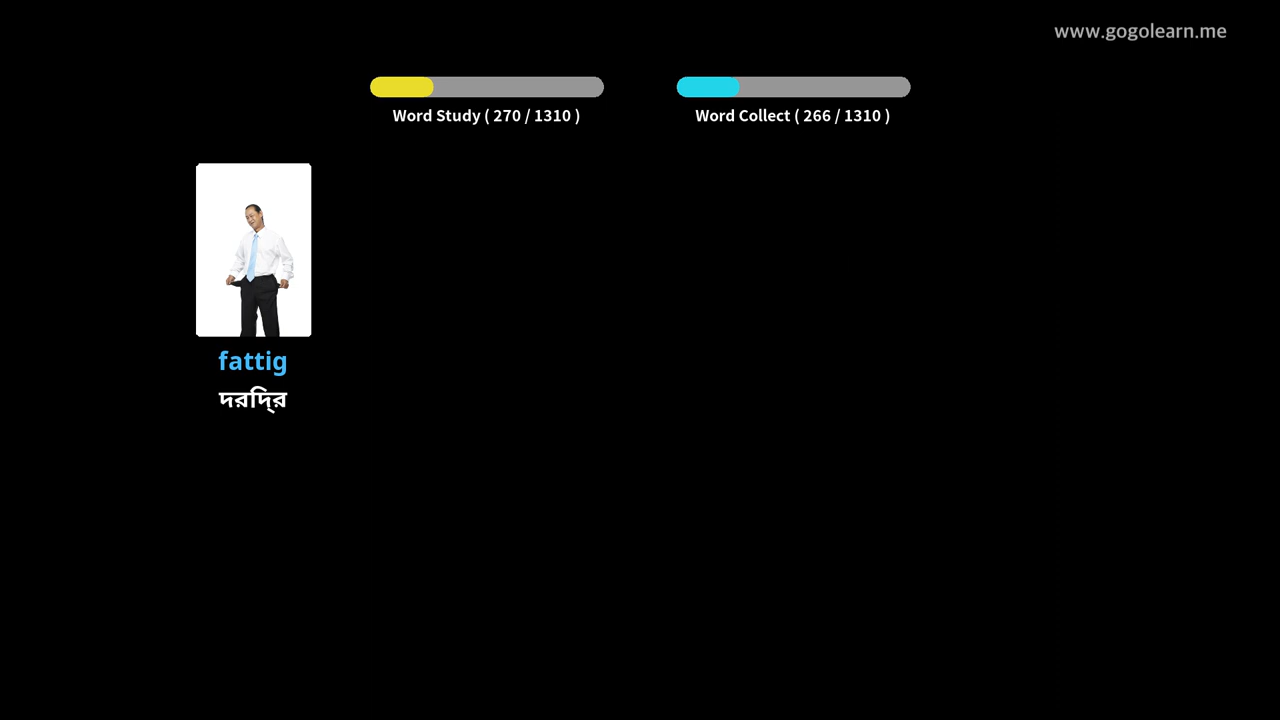 www.gogolearn.me
Word Study ( 270 / 1310 )
Word Collect ( 266 / 1310 )
fattig
দরিদ্র